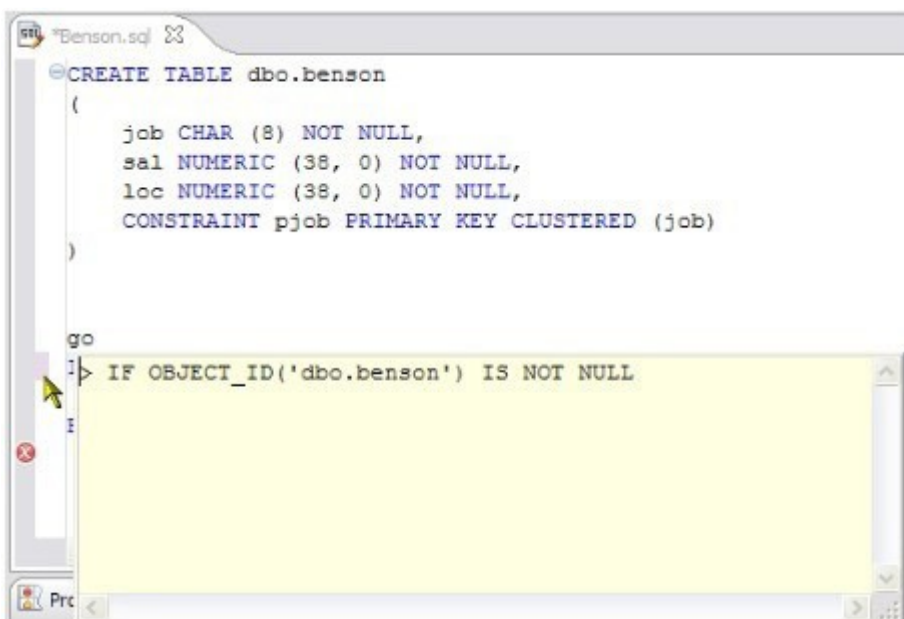 *Benson.sql
CREATE TABLE dbo.benson
(
job CHAR (8) NOT NULL,
sal NUMERIC (38, 0) NOT NULL,
loc NUMERIC (38, 0) NOT NULL,
CONSTRAINT pjob PRIMARY KEY CLUSTERED (job)
)
go
> IF OBJECT_ID('dbo.benson') IS NOT NULL